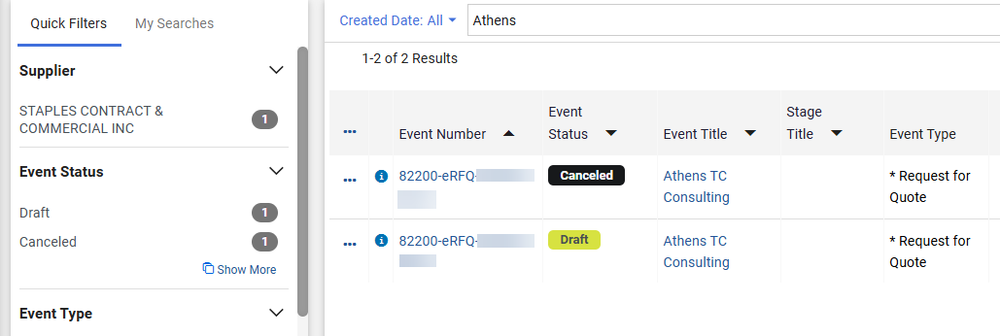 Quick Filters
My Searches
Supplier
STAPLES CONTRACT &
COMMERCIAL INC
1
Event Status
Draft
1
Canceled
1
Show More
Event Type
Created Date: All
Athens
1-2 of 2 Results
Event Number
Event
Status
Event Title
Stage
Title
Event Type
82200-eRFQ-
Canceled
Athens TC
Consulting
* Request for
Quote
82200-eRFQ-
Draft
Athens TC
Consulting
* Request for
Quote